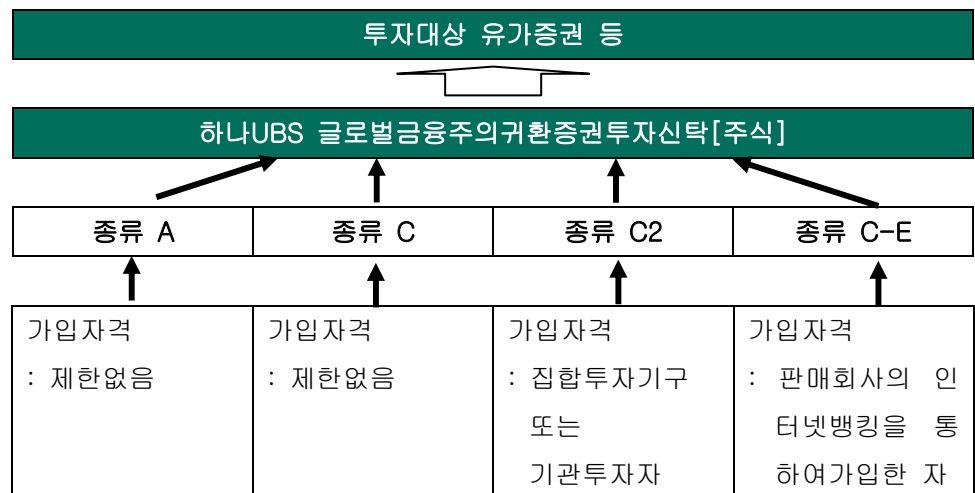 투자대상 유가증권 등
하나UBS 글로벌금융주의귀환증권투자신탁[주식]
종류 A
종류 C
종류 C2
종류 C-E
가입자격
: 제한없음
가입자격
: 제한없음
가입자격
: 집합투자기구
또는
기관투자자
가입자격
: 판매회사의 인
터넷뱅킹을 통
하여가입한 자